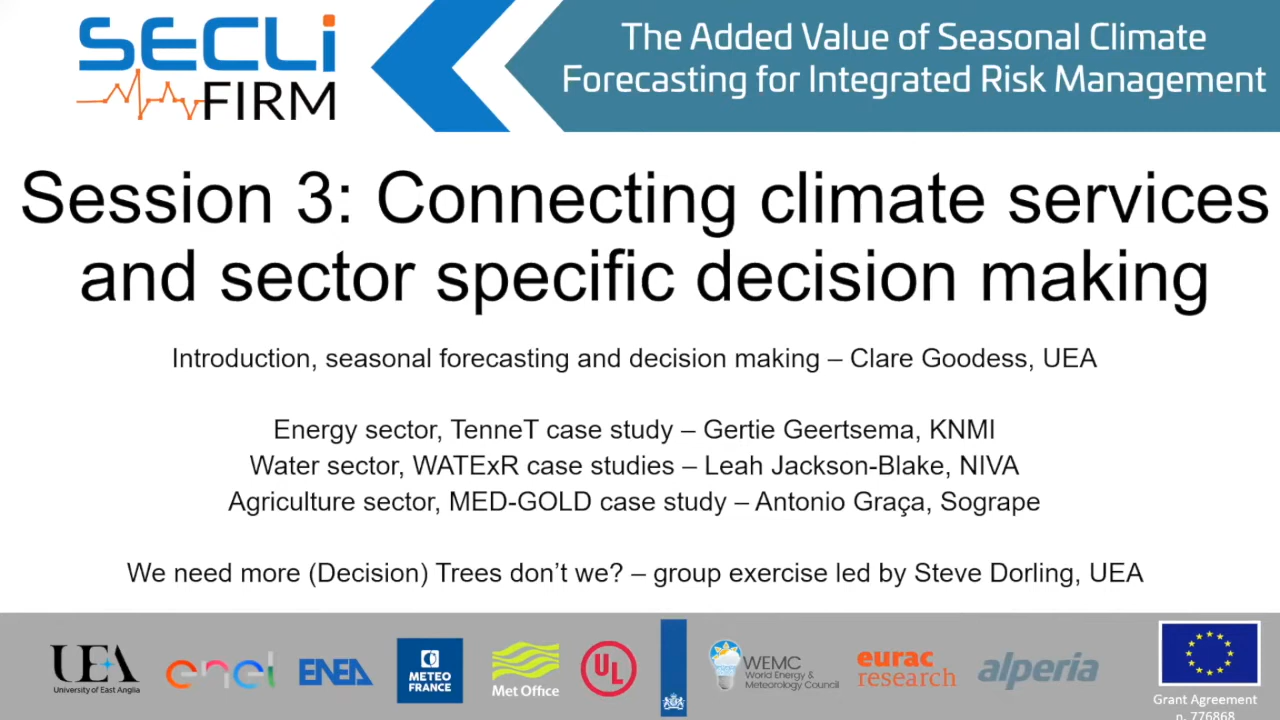 SECLi
FIRM
The Added Value of Seasonal Climate
Forecasting for Integrated Risk Management
Session 3: Connecting climate services
and sector specific decision making
Introduction, seasonal forecasting and decision making – Clare Goodess, UEA
Energy sector, TenneT case study – Gertie Geertsema, KNMI
Water sector, WATExR case studies – Leah Jackson-Blake, NIVA
Agriculture sector, MED-GOLD case study – Antonio Graça, Sogrape
We need more (Decision) Trees don’t we? – group exercise led by Steve Dorling, UEA
UEA
University of East Anglia
enel
ENEA
METEO
FRANCE
Met Office
UL
WEMC
World Energy &
Meteorology Council
eurac
research
alperia
Grant Agreement
n. 776868